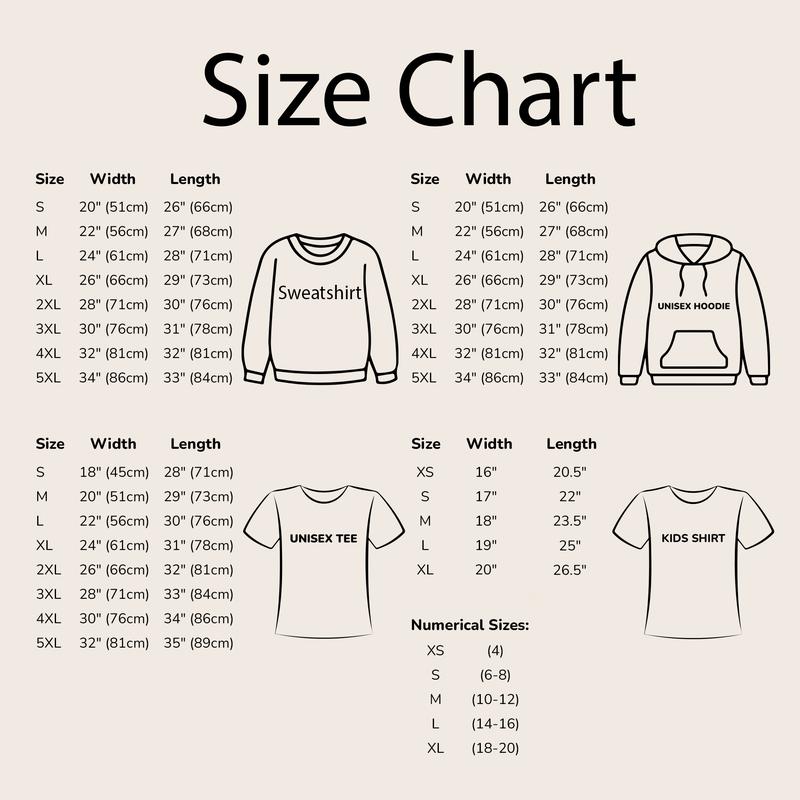 Size Chart
Size Width Length
S 20" (51cm) 26" (66cm)
M 22" (56cm) 27" (68cm)
L 24" (61cm) 28" (71cm)
XL 26" (66cm) 29" (73cm)
2XL 28" (71cm) 30" (76cm)
3XL 30" (76cm) 31" (78cm)
4XL 32" (81cm) 32" (81cm)
5XL 34" (86cm) 33" (84cm)
Sweatshirt
Size Width Length
S 20" (51cm) 26" (66cm)
M 22" (56cm) 27" (68cm)
L 24" (61cm) 28" (71cm)
XL 26" (66cm) 29" (73cm)
2XL 28" (71cm) 30" (76cm)
3XL 30" (76cm) 31" (78cm)
4XL 32" (81cm) 32" (81cm)
5XL 34" (86cm) 33" (84cm)
UNISEX HOODIE
Size Width Length
S 18" (45cm) 28" (71cm)
M 20" (51cm) 29" (73cm)
L 22" (56cm) 30" (76cm)
XL 24" (61cm) 31" (78cm)
2XL 26" (66cm) 32" (81cm)
3XL 28" (71cm) 33" (84cm)
4XL 30" (76cm) 34" (86cm)
5XL 32" (81cm) 35" (89cm)
UNISEX TEE
Size Width Length
XS 16" 20.5"
S 17" 22"
M 18" 23.5"
L 19" 25"
XL 20" 26.5"
KIDS SHIRT
Numerical Sizes:
XS (4)
S (6-8)
M (10-12)
L (14-16)
XL (18-20)